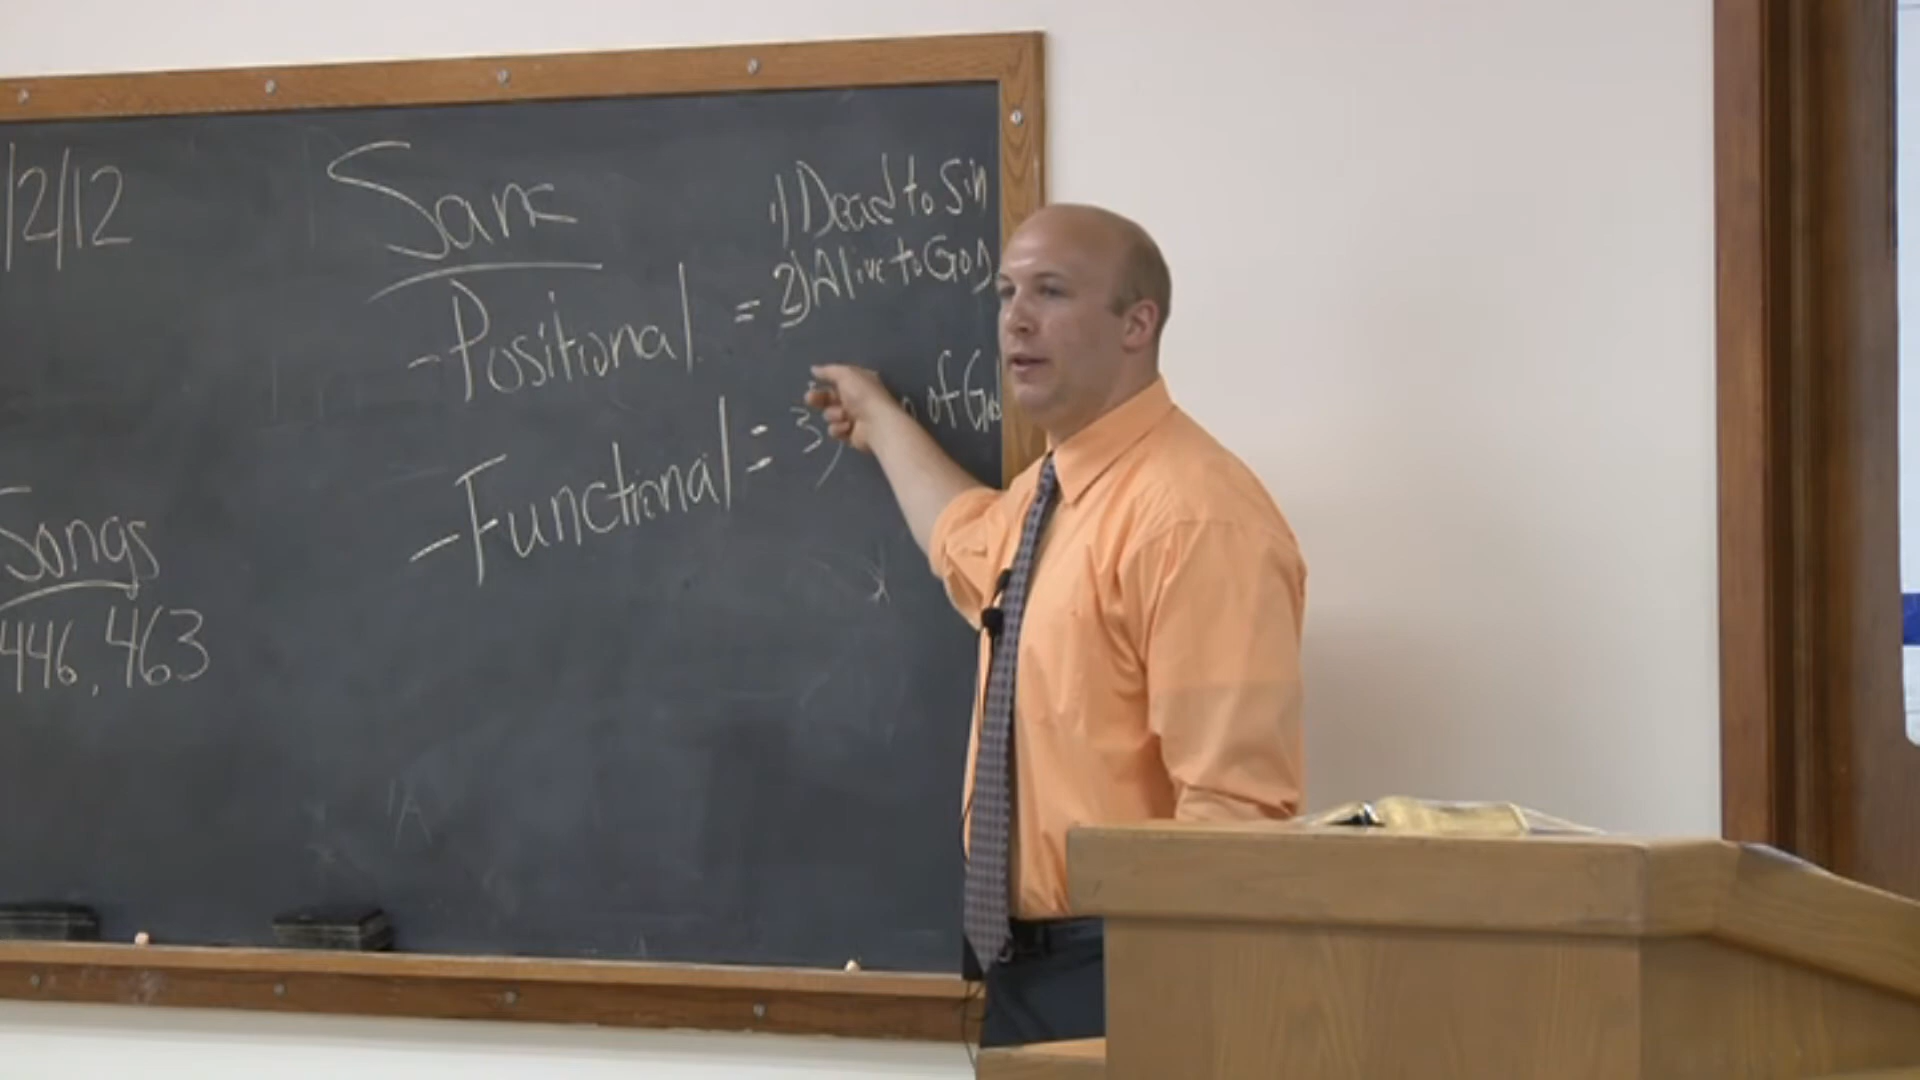 /2/12
Sanc
1) Dead to Sin
2) Alive to God
- Positional =
3) of God
- Functional =
Songs
446, 463